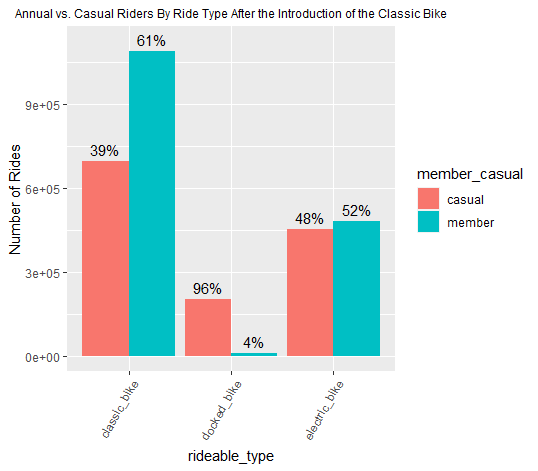 Annual vs. Casual Riders By Ride Type After the Introduction of the Classic Bike
61%
39%
96%
4%
48%
52%
9e+05
6e+05
3e+05
0e+00
Number of Rides
classic_bike
docked_bike
electric_bike
rideable_type
member_casual
casual
member